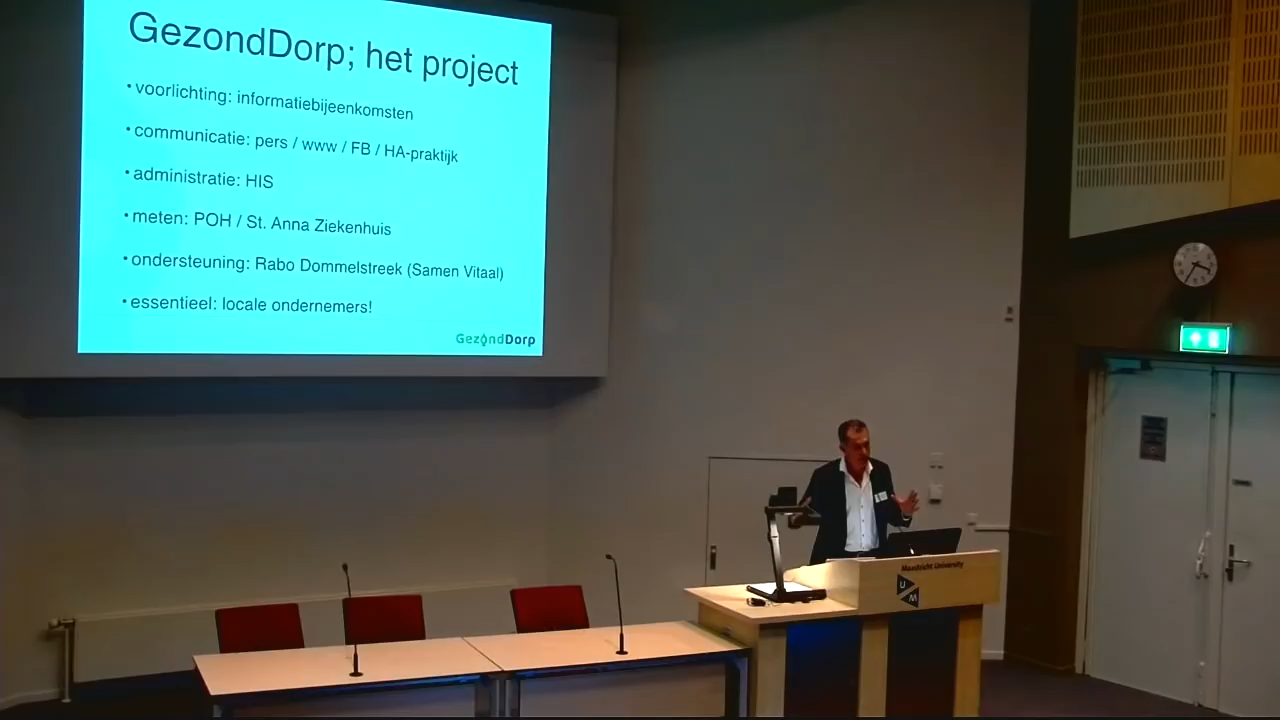 GezondDorp; het project
• voorlichting: informatiebijeenkomsten
• communicatie: pers / www / FB / HA-praktijk
• administratie: HIS
• meten: POH / St. Anna Ziekenhuis
• ondersteuning: Rabo Dommelstreek (Samen Vitaal)
• essentieel: locale ondernemers!
GezondDorp
Maastricht University
U
M